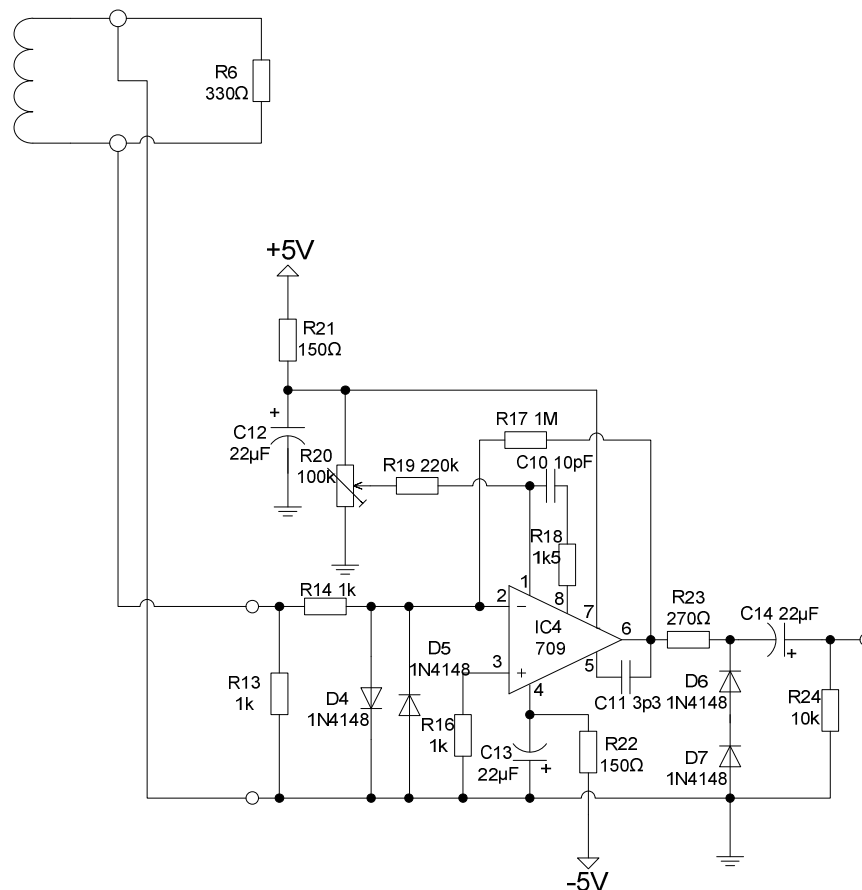 R6
330Ω
+5V
R21
150Ω
+
C12
22µF
R20
100k
R19 220k
R17 1M
C10 10pF
R18
1k5
1
8
R14 1k
2
−
7
IC4
709
6
R23
270Ω
C14 22µF
+
3
+
5
4
D5
1N4148
R13
1k
D4
1N4148
R16
1k
C13
22µF
+
C11 3p3
R22
150Ω
D6
1N4148
D7
1N4148
R24
10k
-5V